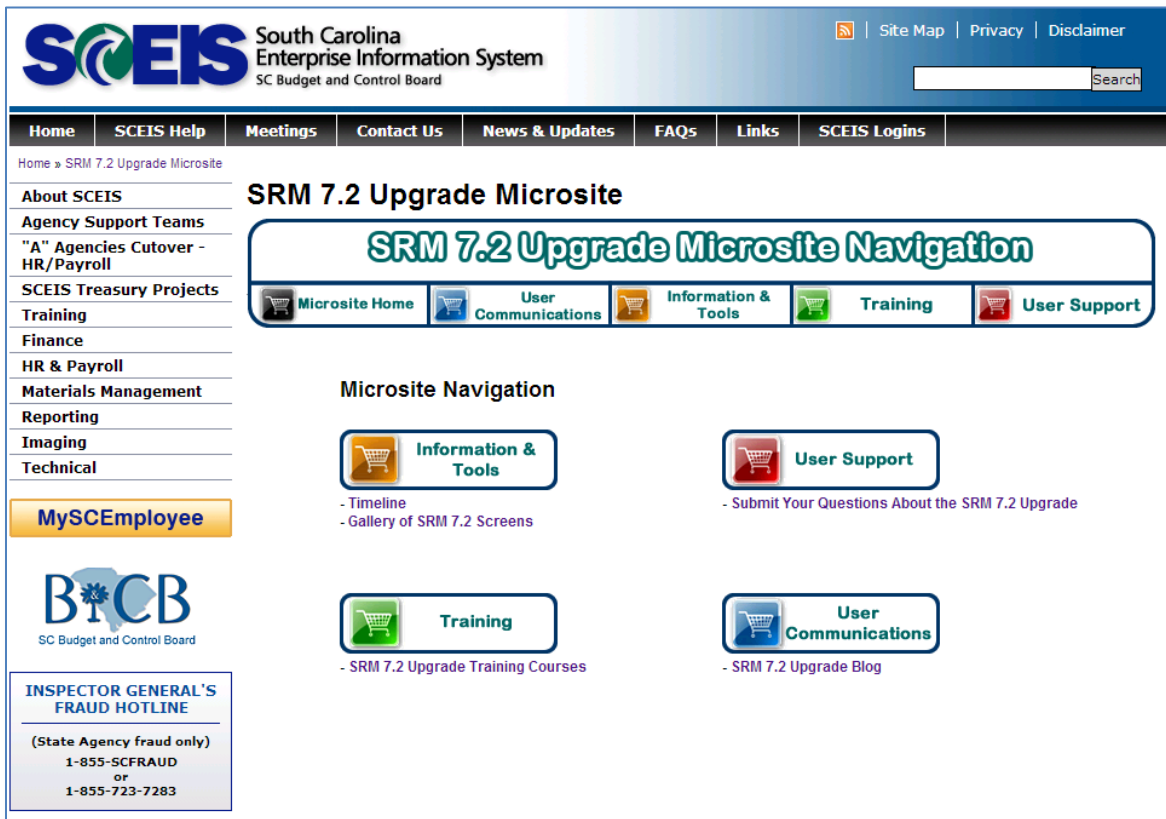 SCEIS
South Carolina
Enterprise Information System
SC Budget and Control Board
Site Map | Privacy | Disclaimer
Search
Home
SCEIS Help
Meetings
Contact Us
News & Updates
FAQs
Links
SCEIS Logins
Home » SRM 7.2 Upgrade Microsite
About SCEIS
Agency Support Teams
"A" Agencies Cutover -
HR/Payroll
SCEIS Treasury Projects
Training
Finance
HR & Payroll
Materials Management
Reporting
Imaging
Technical
MySCEmployee
B&CB
SC Budget and Control Board
INSPECTOR GENERAL'S
FRAUD HOTLINE
(State Agency fraud only)
1-855-SCFRAUD
or
1-855-723-7283
SRM 7.2 Upgrade Microsite
SRM 7.2 Upgrade Microsite Navigation
Microsite Home
User
Communications
Information &
Tools
Training
User Support
Microsite Navigation
Information &
Tools
- Timeline
- Gallery of SRM 7.2 Screens
User Support
- Submit Your Questions About the SRM 7.2 Upgrade
Training
- SRM 7.2 Upgrade Training Courses
User
Communications
- SRM 7.2 Upgrade Blog